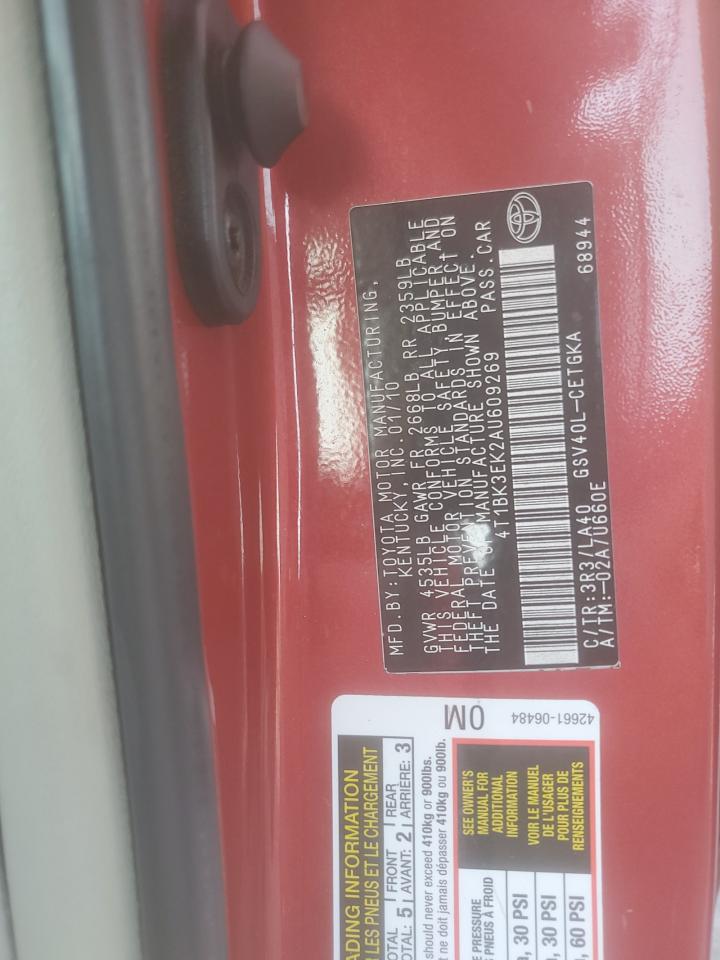 MFD.BY:TOYOTA MOTOR MANUFACTORING,
KENTUCKY, INC. 01/10
GVWR 4535LB GAWR FR 2668LB RR 2359LB
THIS VEHICLE CONFORMS TO ALL APPLICABLE
FEDERAL MOTOR VEHICLE SAFETY, BUMPER AND
THEFT PREVENTION STANDARDS IN EFFECT ON
THE DATE OF MANUFACTURE SHOWN ABOVE.
4T1BK3EK2AU609269 PASS.CAR
C/TR:3R3/LA40 GSV40L-CETGKA
A/TM:-02A/U660E 68944
0M
42661-06484
ADING INFORMATION
LES PNEUS ET LE CHARGEMENT
OTAL FRONT REAR
OTAL: 5 AVANT: 2 ARRIÈRE: 3
should never exceed 410kg or 900lbs.
t ne doit jamais dépasser 410kg ou 900lb.
E PRESSURE
E PNEUS À FROID
, 30 PSI
, 30 PSI
, 60 PSI
SEE OWNER'S
MANUAL FOR
ADDITIONAL
INFORMATION
VOIR LE MANUEL
DE L'USAGER
POUR PLUS DE
RENSEIGNEMENTS